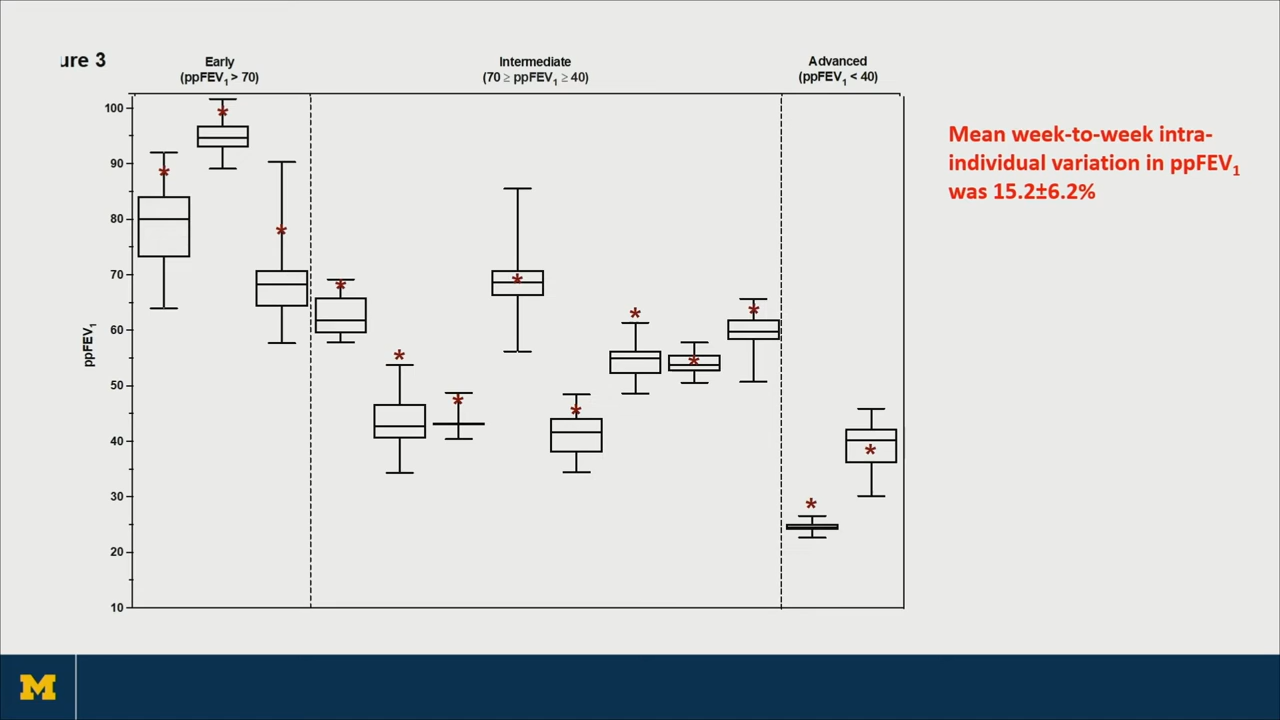 ure 3
Early
(ppFEV1 > 70)
Intermediate
(70 ≥ ppFEV1 ≥ 40)
Advanced
(ppFEV1 < 40)
100
90
80
70
60
50
40
30
20
10
ppFEV1
Mean week-to-week intra-
individual variation in ppFEV1
was 15.2±6.2%
M